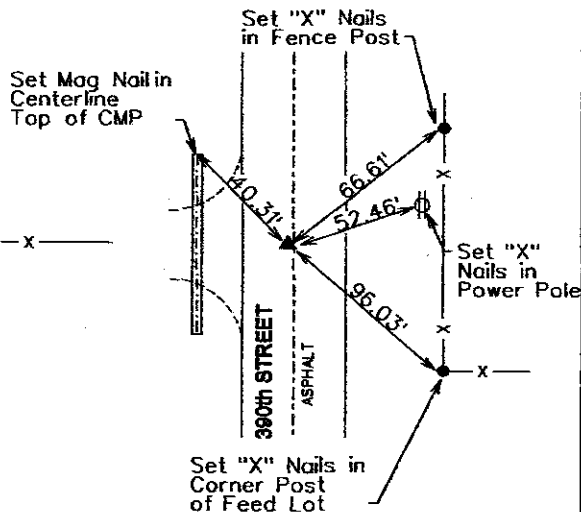 Set "X" Nails
in Fence Post
Set Mag Nail in
Centerline
Top of CMP
40.31'
66.61'
X
52.46'
X
Set "X"
Nails in
Power Pole
96.03'
X
390th STREET
ASPHALT
X
Set "X" Nails in
Corner Post
of Feed Lot